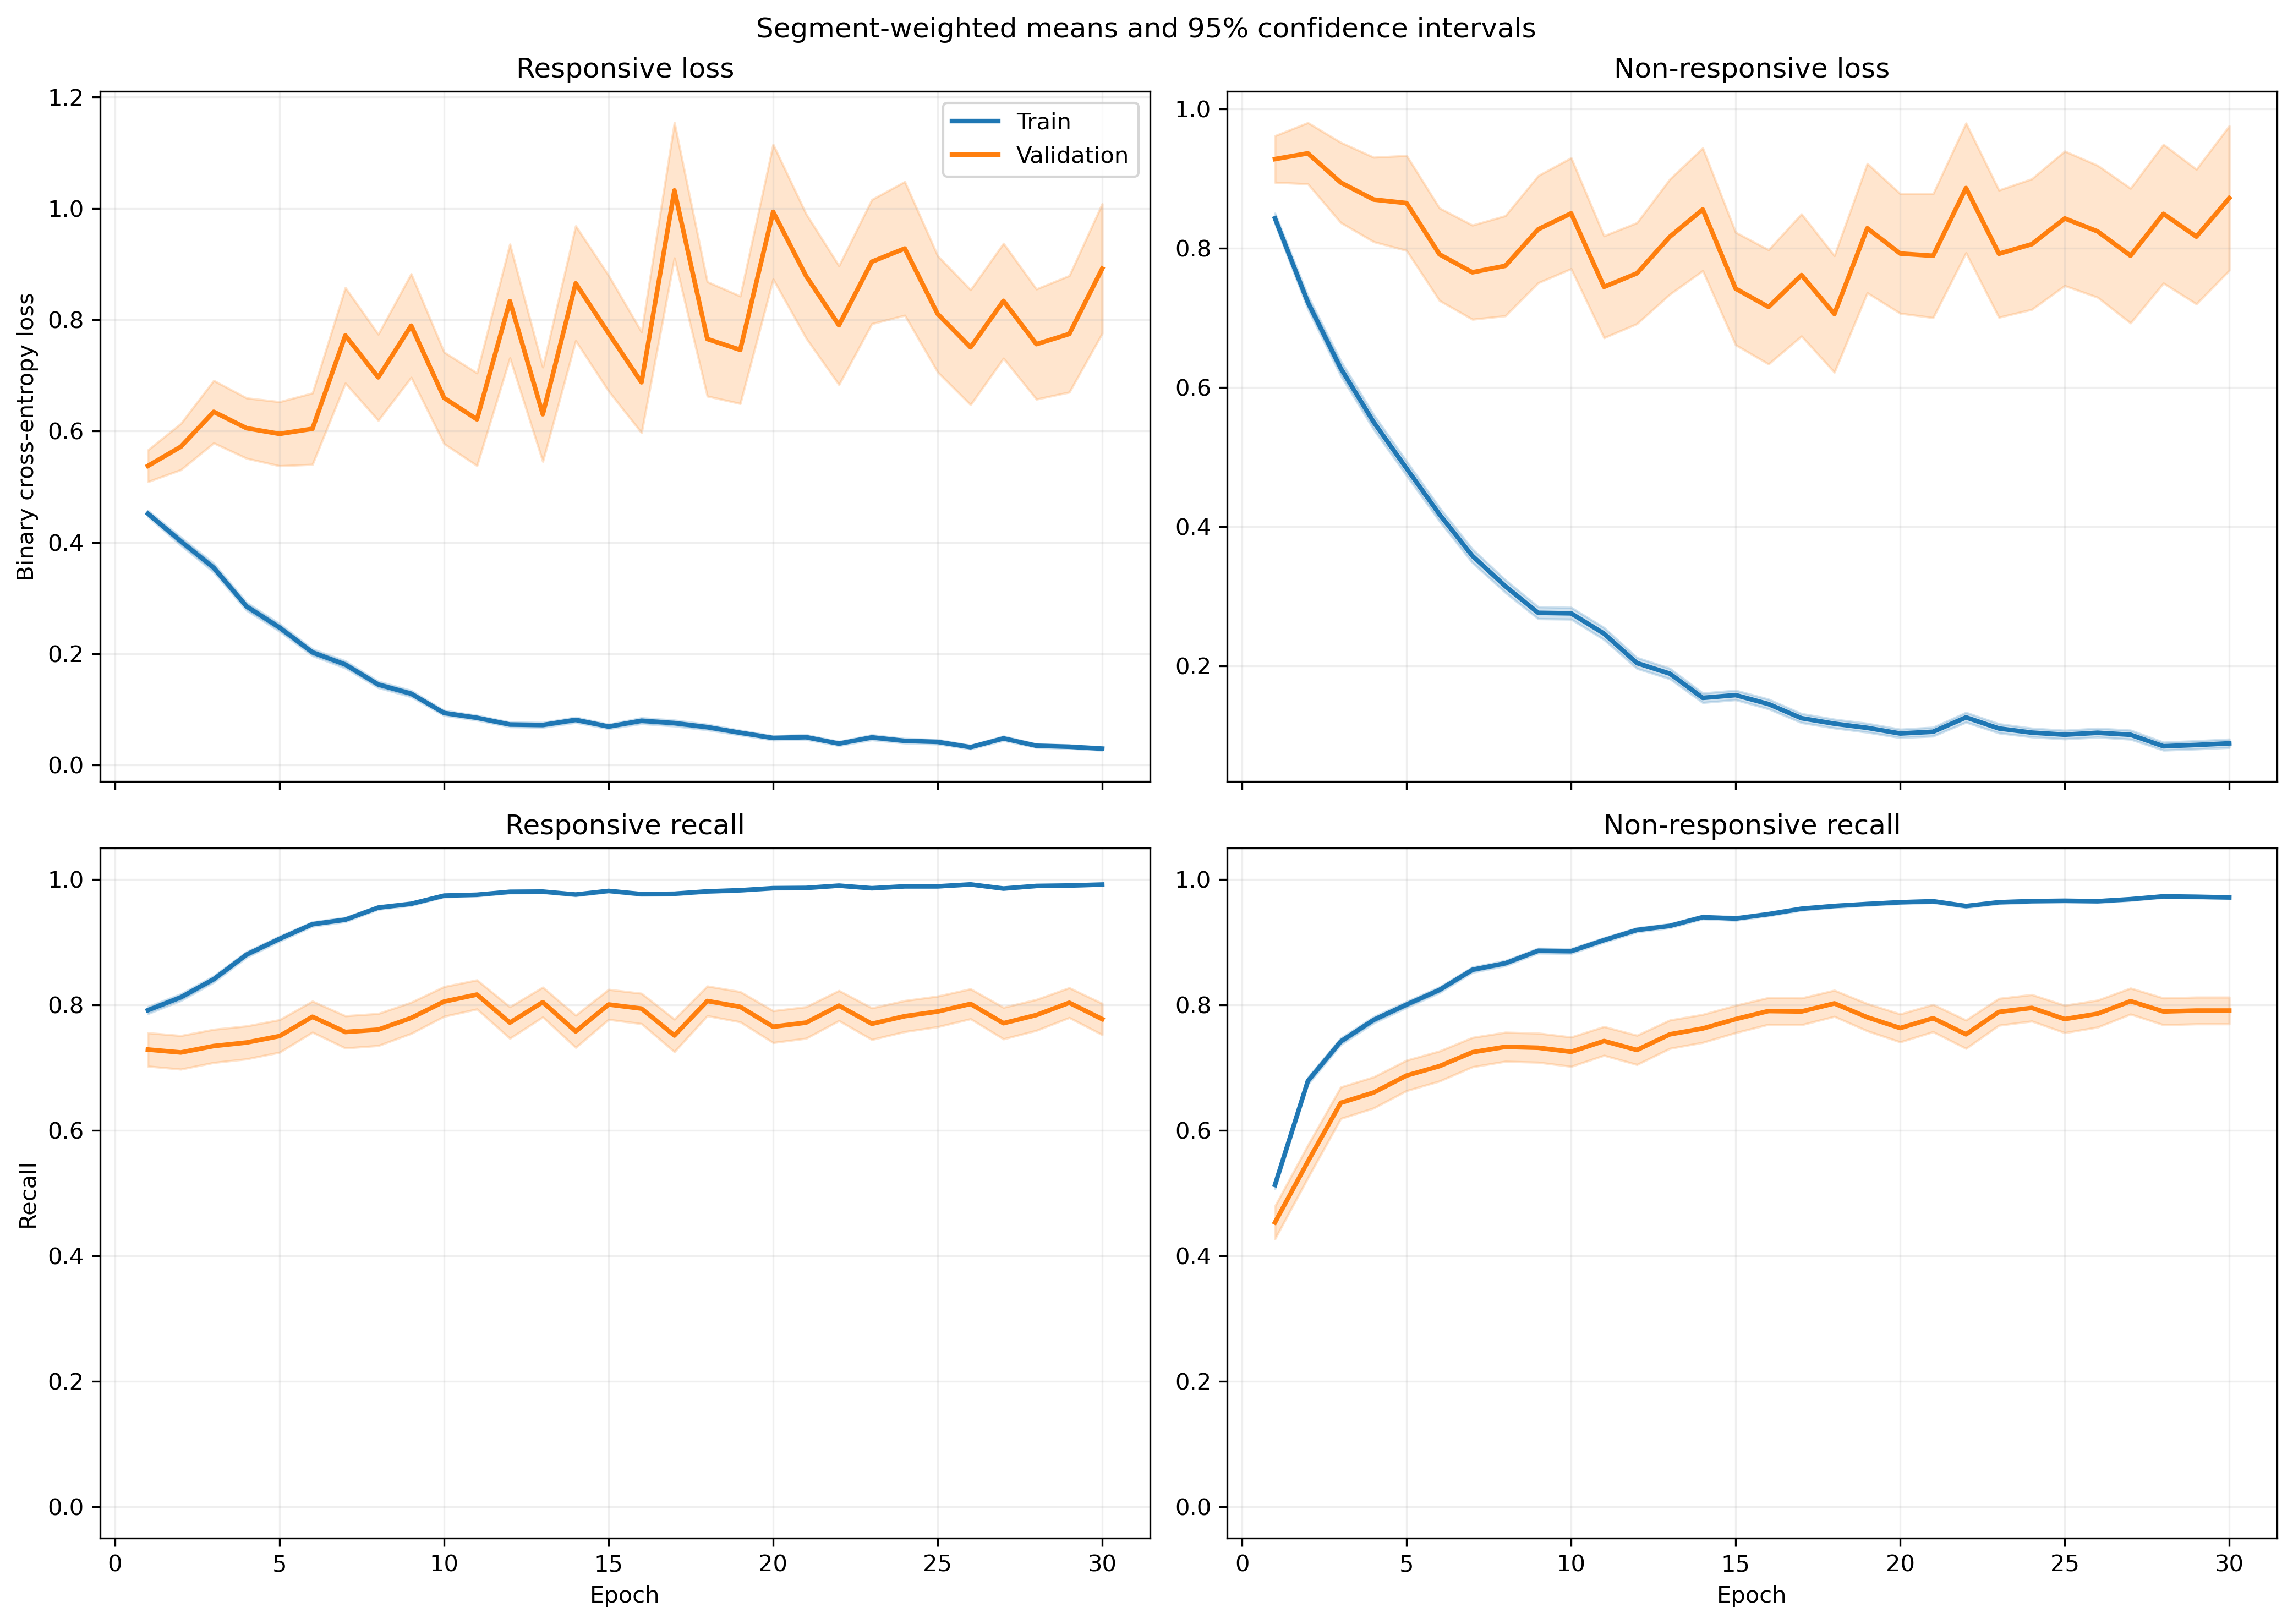 Segment-weighted means and 95% confidence intervals
Responsive loss
Non-responsive loss
Binary cross-entropy loss
1.2
1.0
0.8
0.6
0.4
0.2
0.0
Train
Validation
1.0
0.8
0.6
0.4
0.2
Responsive recall
Non-responsive recall
Recall
1.0
0.8
0.6
0.4
0.2
0.0
0 5 10 15 20 25 30
Epoch
1.0
0.8
0.6
0.4
0.2
0.0
0 5 10 15 20 25 30
Epoch